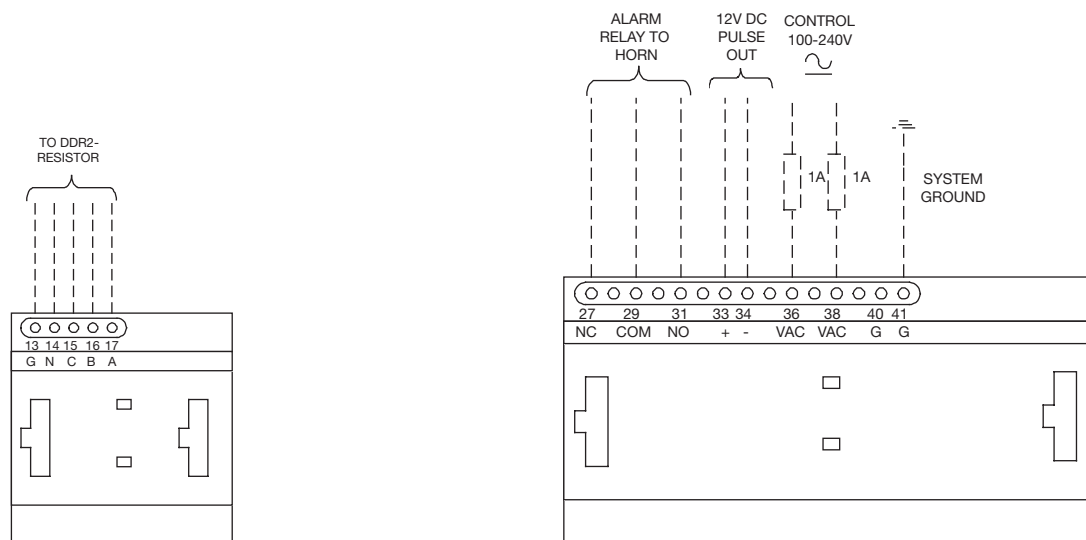 ALARM
RELAY TO
HORN
12V DC
PULSE
OUT
CONTROL
100-240V
TO DDR2-
RESISTOR
1A
1A
SYSTEM
GROUND
13 14 15 16 17
G N C B A
27 29 31 33 34 36 38 40 41
NC COM NO + - VAC VAC G G